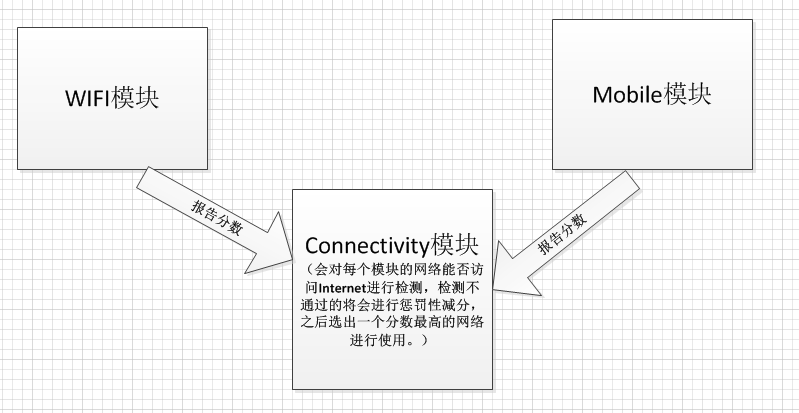 WIFI模块
Mobile模块
报告分数
报告分数
Connectivity模块
（会对每个模块的网络能否访
问Internet进行检测，检测不
通过的将会进行惩罚性减分，
之后选出一个分数最高的网络
进行使用。）